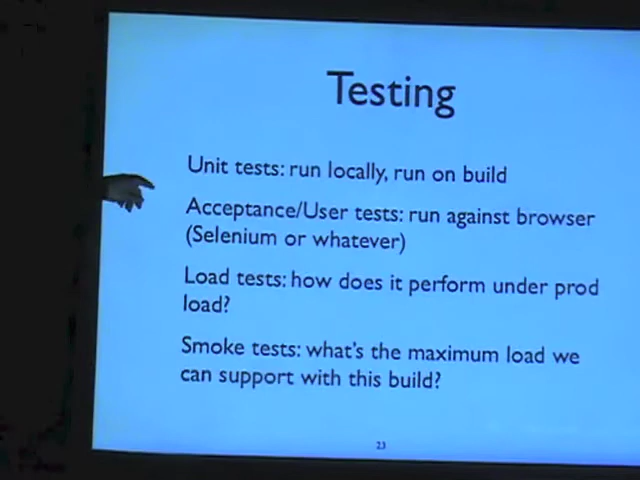 Testing
Unit tests: run locally, run on build
Acceptance/User tests: run against browser
(Selenium or whatever)
Load tests: how does it perform under prod
load?
Smoke tests: what's the maximum load we
can support with this build?
23